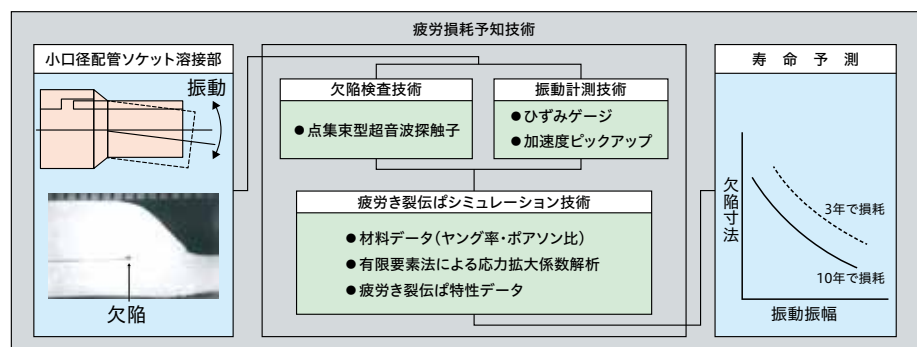 疲労損耗予知技術
小口径配管ソケット溶接部
振動
欠陥
欠陥検査技術
●点集束型超音波探触子
振動計測技術
●ひずみゲージ
●加速度ピックアップ
疲労き裂伝ぱシミュレーション技術
●材料データ（ヤング率・ポアソン比）
●有限要素法による応力拡大係数解析
●疲労き裂伝ぱ特性データ
寿命予測
欠陥寸法
3年で損耗
10年で損耗
振動振幅